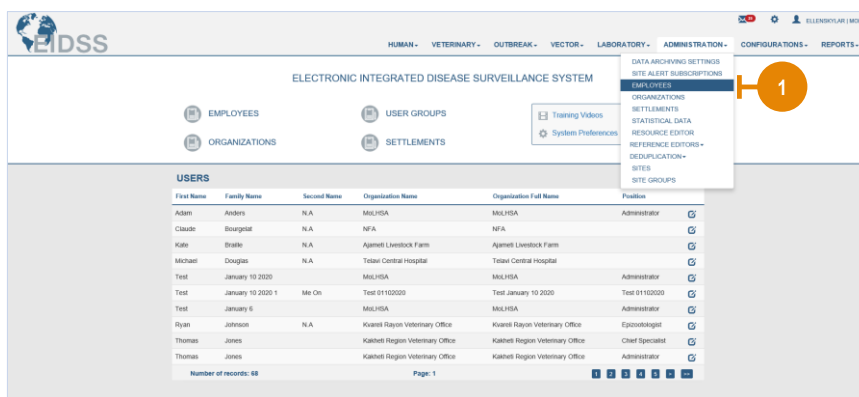 EIDSS
ELLENSKYLAR | MO
HUMAN VETERINARY OUTBREAK VECTOR LABORATORY ADMINISTRATION CONFIGURATIONS REPORTS
DATA ARCHIVING SETTINGS
SITE ALERT SUBSCRIPTIONS
EMPLOYEES
ORGANIZATIONS
SETTLEMENTS
STATISTICAL DATA
RESOURCE EDITOR
REFERENCE EDITORS
DEDUPLICATION
SITES
SITE GROUPS
1
ELECTRONIC INTEGRATED DISEASE SURVEILLANCE SYSTEM
EMPLOYEES USER GROUPS Training Videos
ORGANIZATIONS SETTLEMENTS System Preferences
USERS
First Name Family Name Second Name Organization Name Organization Full Name Position
Adam Anders N.A MoLHSA MoLHSA Administrator
Claude Bourgelat N.A NFA NFA
Kate Braille N.A Ajameti Livestock Farm Ajameti Livestock Farm
Michael Douglas N.A Telavi Central Hospital Telavi Central Hospital
Test January 10 2020 MoLHSA MoLHSA Administrator
Test January 10 2020 1 Me On Test 01102020 Test January 10 2020 Test 01102020
Test January 6 MoLHSA MoLHSA Administrator
Ryan Johnson N.A Kvareli Rayon Veterinary Office Kvareli Rayon Veterinary Office Epizootologist
Thomas Jones Kakheti Region Veterinary Office Kakheti Region Veterinary Office Chief Specialist
Thomas Jones Kakheti Region Veterinary Office Kakheti Region Veterinary Office Administrator
Number of records: 68 Page: 1 1 2 3 4 5 > >>